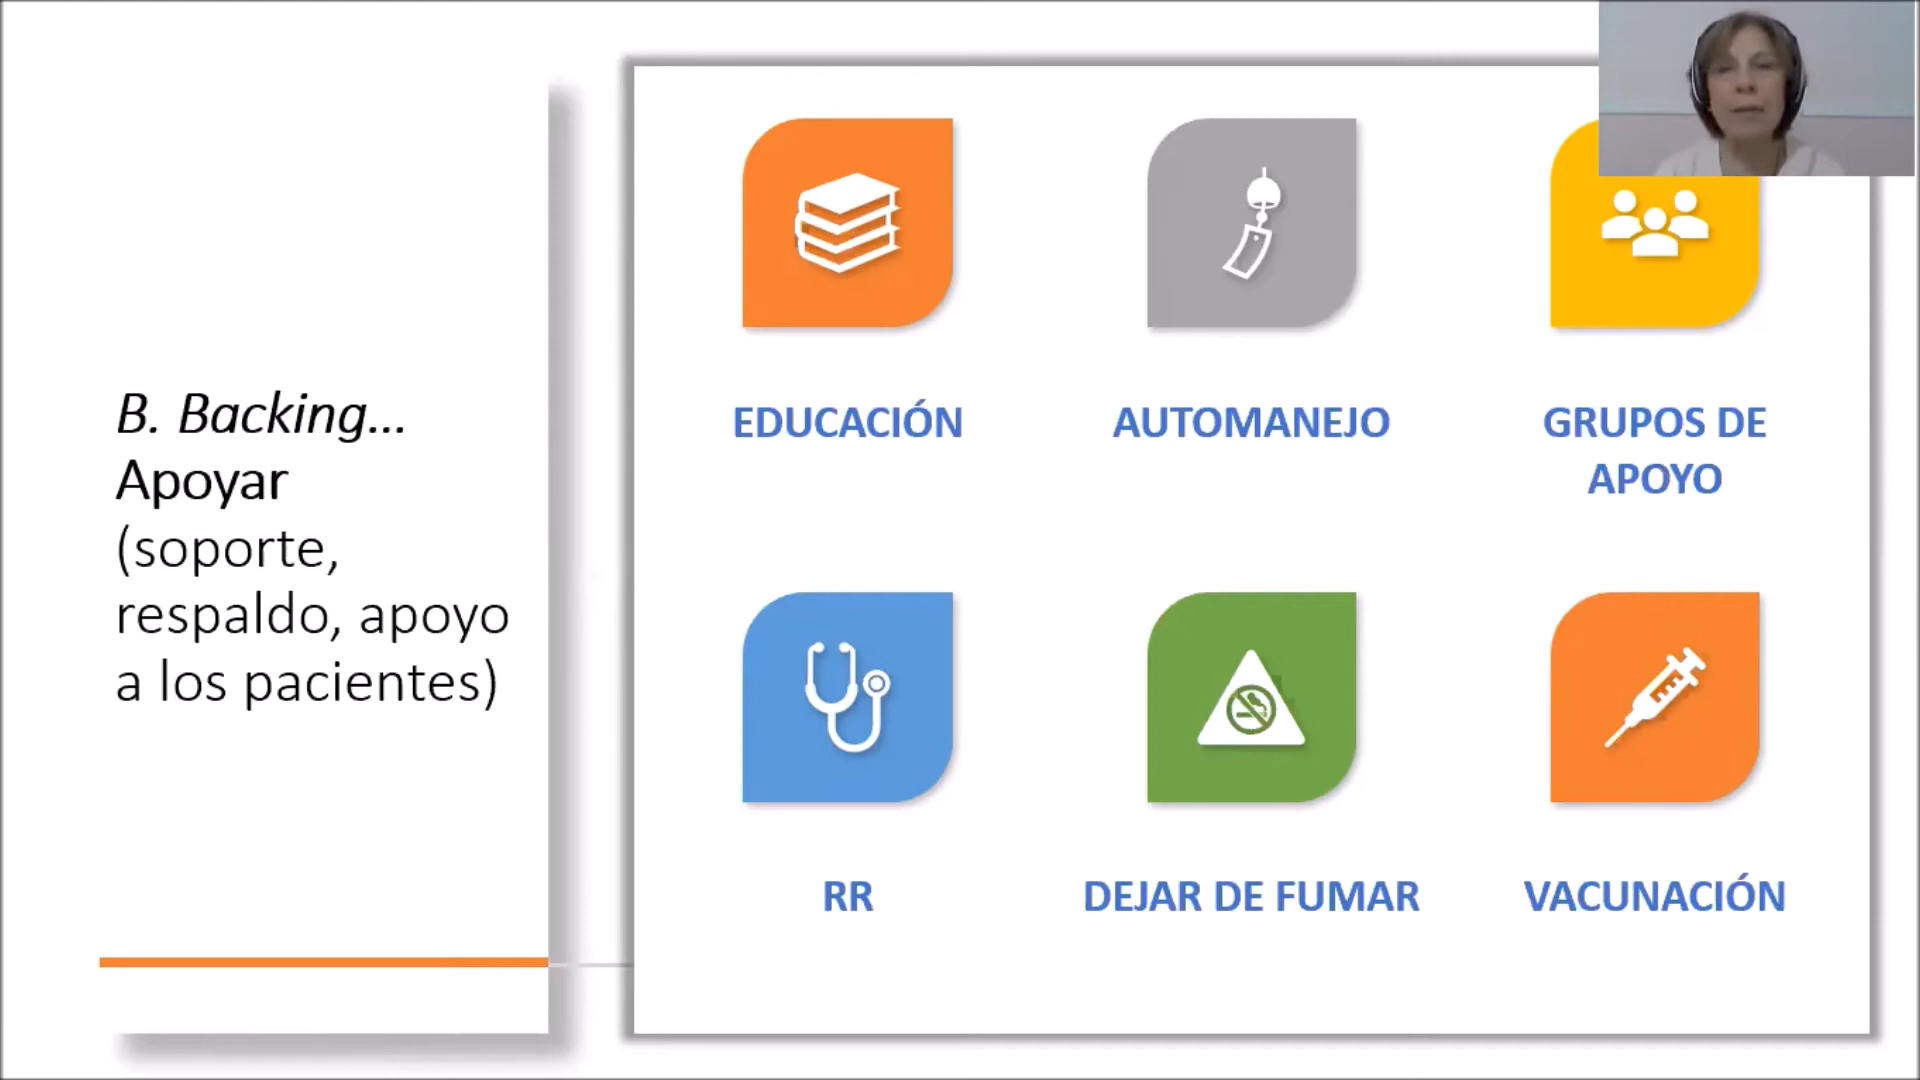 B. Backing...
Apoyar
(soporte,
respaldo, apoyo
a los pacientes)
EDUCACIÓN
AUTOMANEJO
GRUPOS DE
APOYO
RR
DEJAR DE FUMAR
VACUNACIÓN